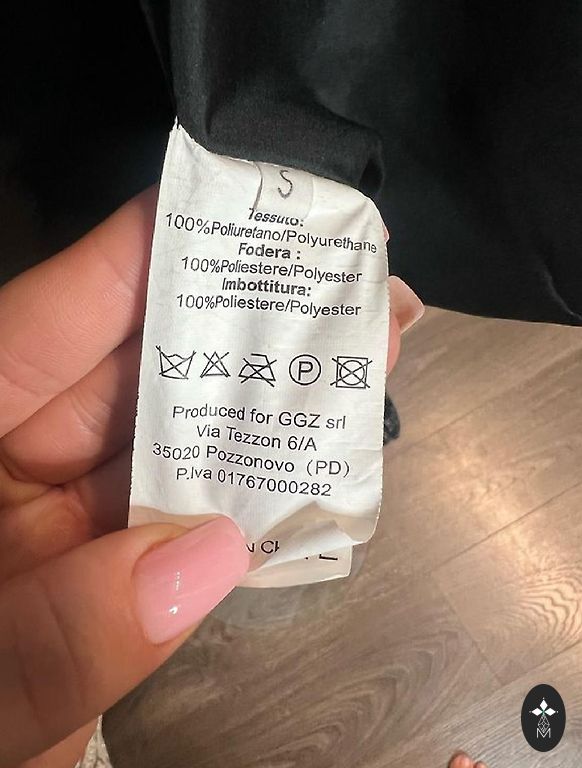 S
Tessuto:
100%Poliuretano/Polyurethane
Fodera :
100%Poliestere/Polyester
Imbottitura:
100%Poliestere/Polyester
P
Produced for GGZ srl
Via Tezzon 6/A
35020 Pozzonovo (PD)
P.Iva 01767000282
M